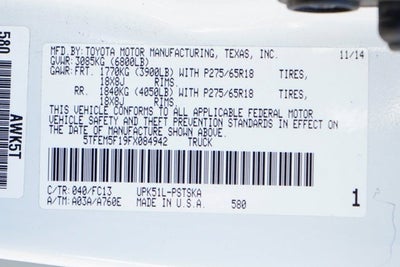 MFD.BY: TOYOTA MOTOR MANUFACTURING, TEXAS, INC. 11/14
GVWR: 3085KG (6800LB)
GAWR: FRT. 1770KG (3900LB) WITH P275/65R18 TIRES,
18X8J RIMS,
RR. 1840KG (4050LB) WITH P275/65R18 TIRES,
18X8J RIMS,
THIS VEHICLE CONFORMS TO ALL APPLICABLE FEDERAL MOTOR
VEHICLE SAFETY AND THEFT PREVENTION STANDARDS IN EFFECT ON
THE DATE OF MANUFACTURE SHOWN ABOVE.
5TFEM5F19FX084942 TRUCK
C/TR: 040/FC13 UPK51L-PSTSKA
A/TM: A03A/A760E MADE IN U.S.A. 580
1
580
AWK5T